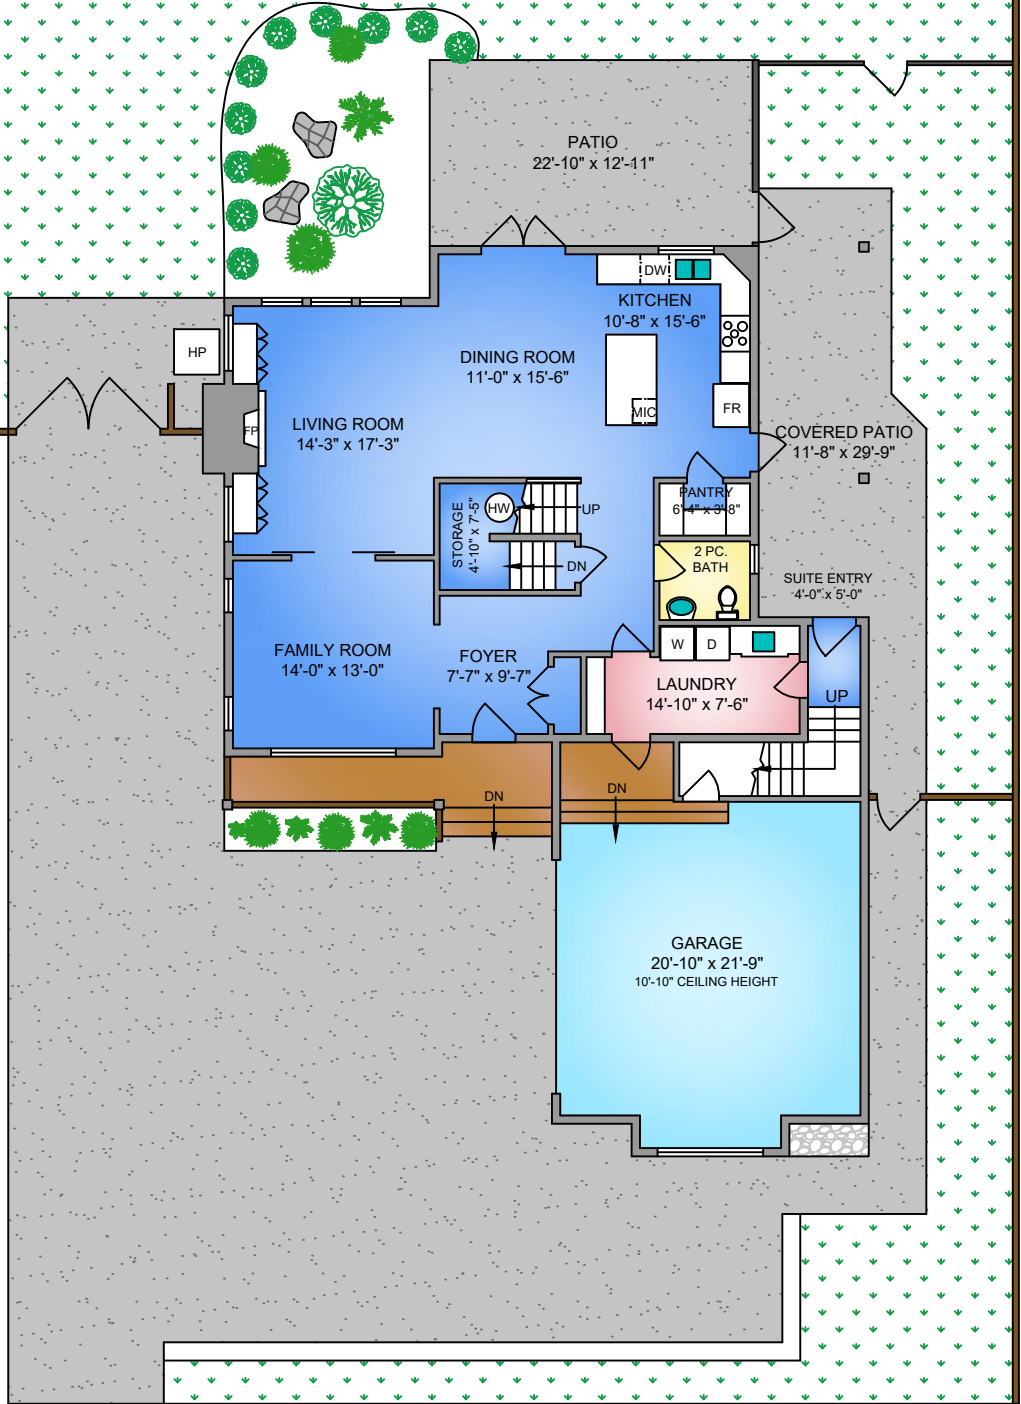 PATIO
22'-10" x 12'-11"
DW
KITCHEN
10'-8" x 15'-6"
HP
DINING ROOM
11'-0" x 15'-6"
MIC
FR
FP
LIVING ROOM
14'-3" x 17'-3"
COVERED PATIO
11'-8" x 29'-9"
STORAGE
4'-10" x 7'-5"
HW
UP
PANTRY
6'-4" x 3'-8"
DN
2 PC.
BATH
SUITE ENTRY
4'-0" x 5'-0"
FAMILY ROOM
14'-0" x 13'-0"
FOYER
7'-7" x 9'-7"
W
D
LAUNDRY
14'-10" x 7'-6"
UP
DN
DN
GARAGE
20'-10" x 21'-9"
10'-10" CEILING HEIGHT